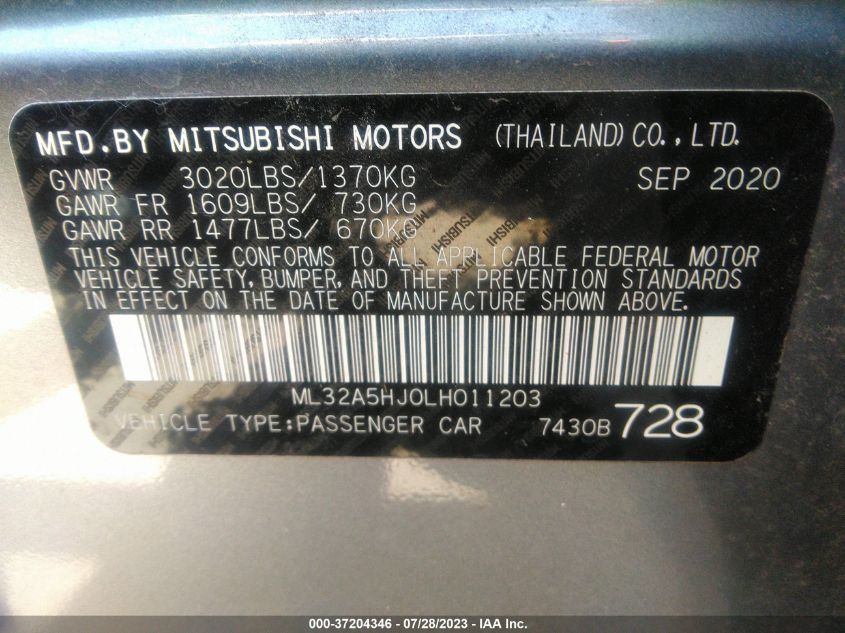 MFD.BY MITSUBISHI MOTORS (THAILAND)CO.,LTD.
GVWR 3020LBS/1370KG SEP 2020
GAWR FR 1609LBS/ 730KG
GAWR RR 1477LBS/ 670KG
THIS VEHICLE CONFORMS TO ALL APPLICABLE FEDERAL MOTOR
VEHICLE SAFETY, BUMPER, AND THEFT PREVENTION STANDARDS
IN EFFECT ON THE DATE OF MANUFACTURE SHOWN ABOVE.
ML32A5HJ0LH011203
VEHICLE TYPE:PASSENGER CAR 7430B 728
000-37204346 - 07/28/2023 - IAA Inc.